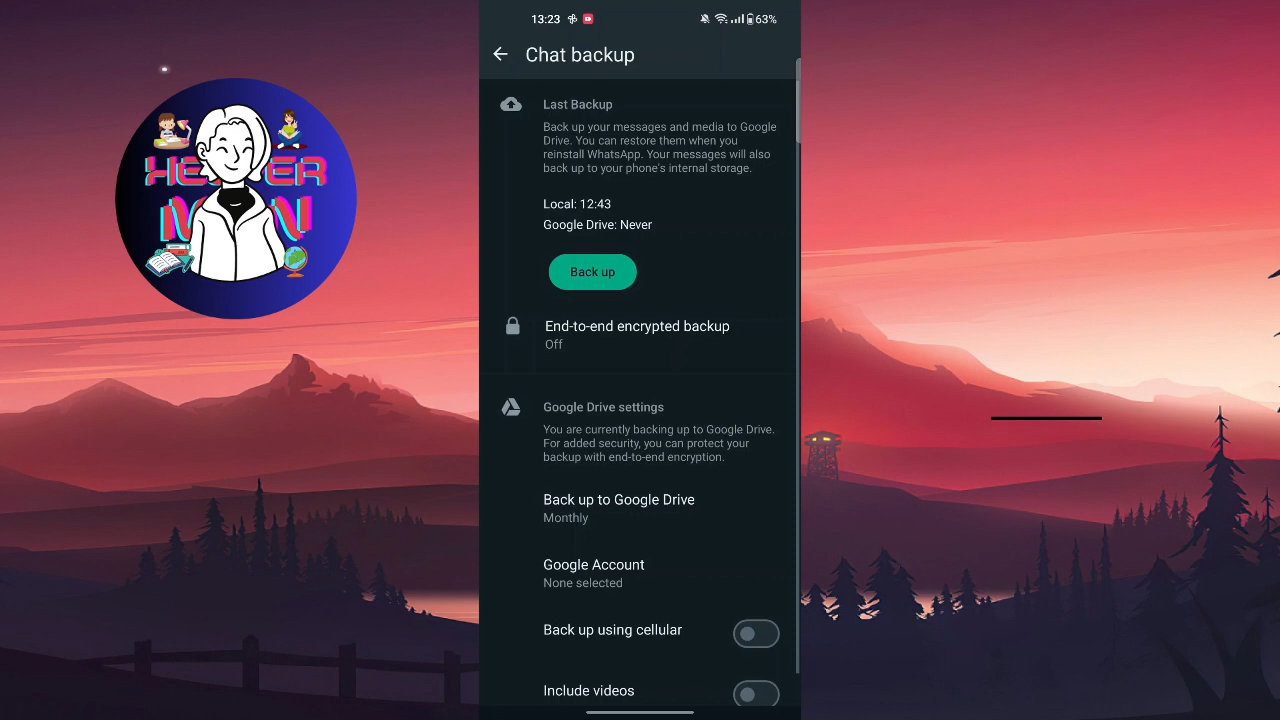 13:23
63%
Chat backup
Last Backup
Back up your messages and media to Google
Drive. You can restore them when you
reinstall WhatsApp. Your messages will also
back up to your phone's internal storage.
Local: 12:43
Google Drive: Never
Back up
End-to-end encrypted backup
Off
Google Drive settings
You are currently backing up to Google Drive.
For added security, you can protect your
backup with end-to-end encryption.
Back up to Google Drive
Monthly
Google Account
None selected
Back up using cellular
Include videos